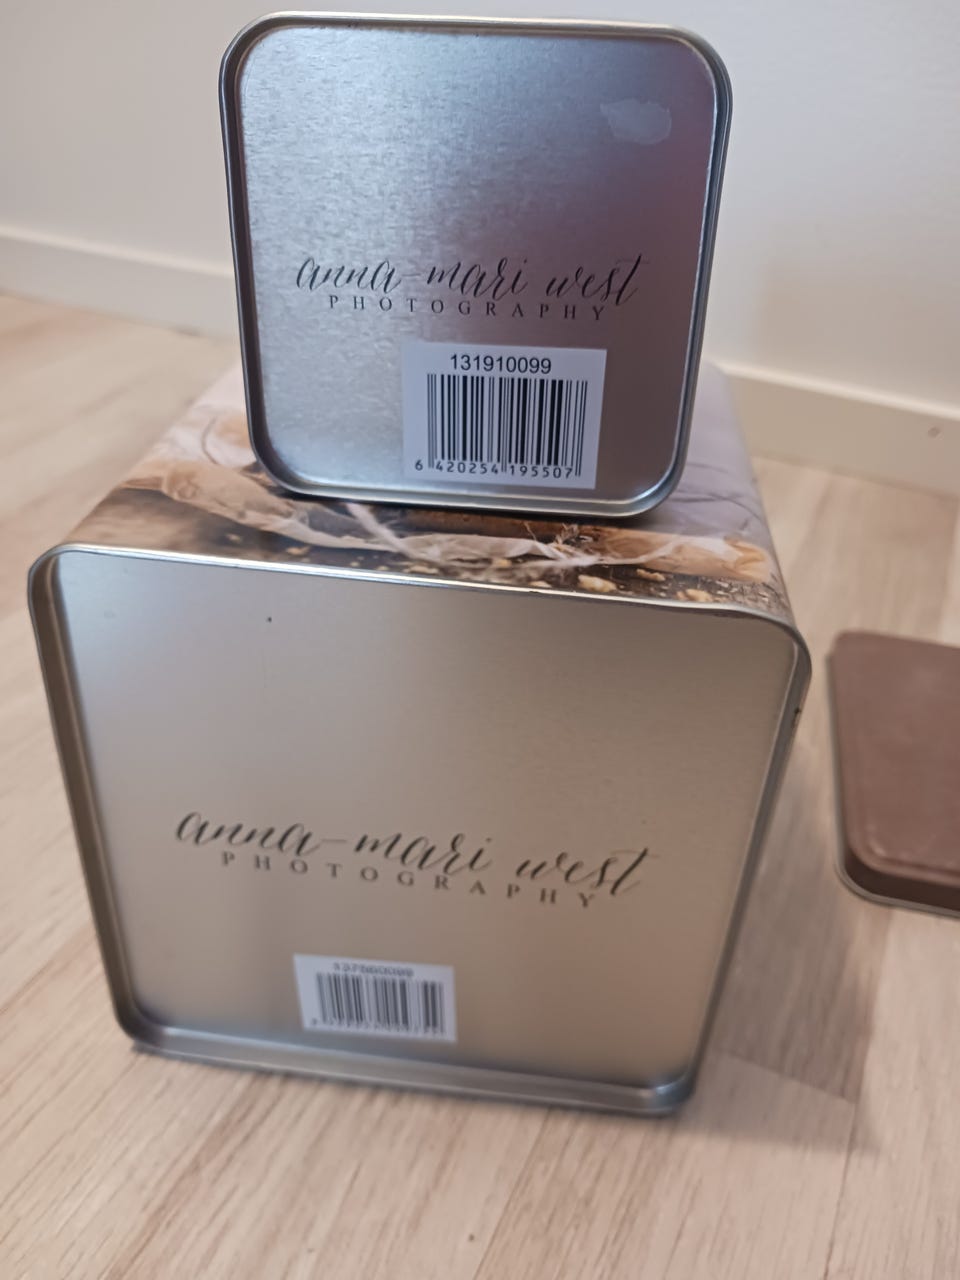 anna-mari west
PHOTOGRAPHY
131910099
6 420254 195507
anna-mari west
PHOTOGRAPHY